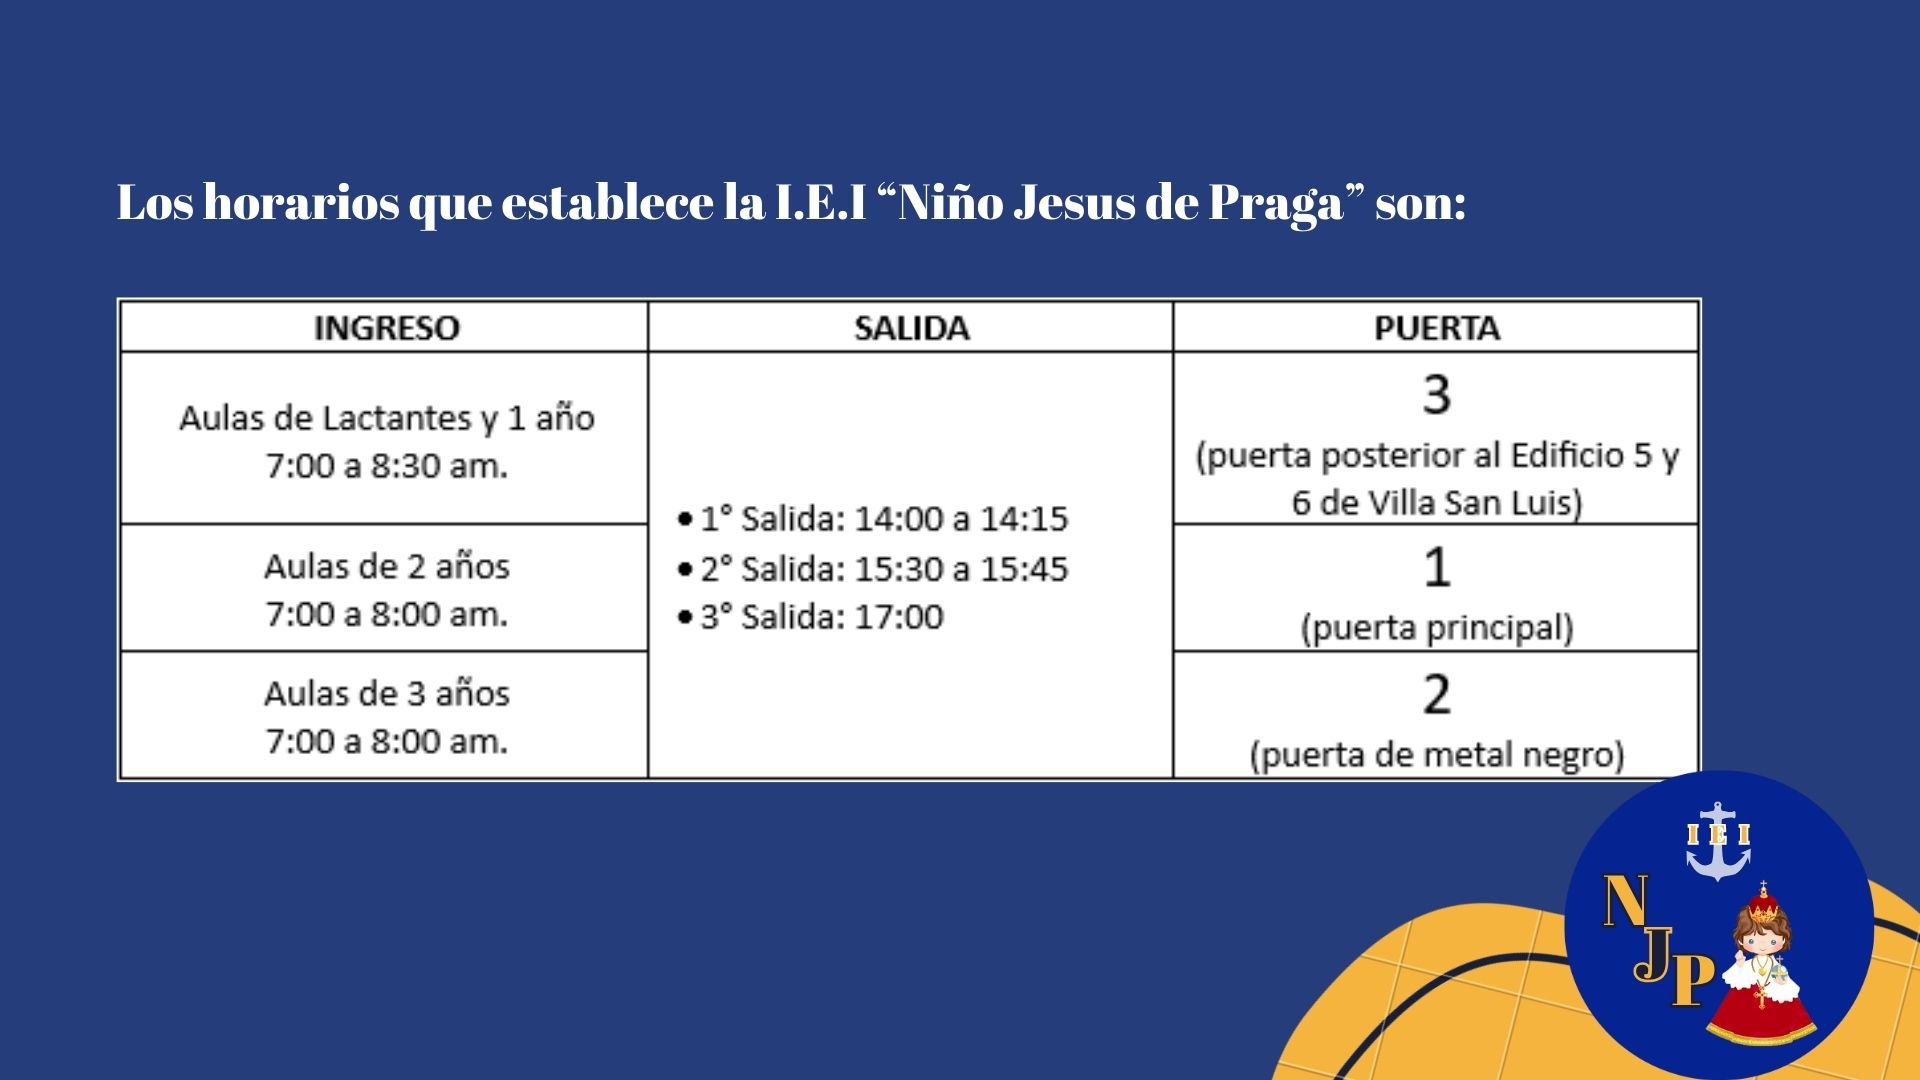 Los horarios que establece la I.E.I “Niño Jesus de Praga” son:
INGRESO
SALIDA
PUERTA
Aulas de Lactantes y 1 año
7:00 a 8:30 am.
• 1° Salida: 14:00 a 14:15
• 2° Salida: 15:30 a 15:45
• 3° Salida: 17:00
3
(puerta posterior al Edificio 5 y
6 de Villa San Luis)
Aulas de 2 años
7:00 a 8:00 am.
1
(puerta principal)
Aulas de 3 años
7:00 a 8:00 am.
2
(puerta de metal negro)
I E I
N
J
P